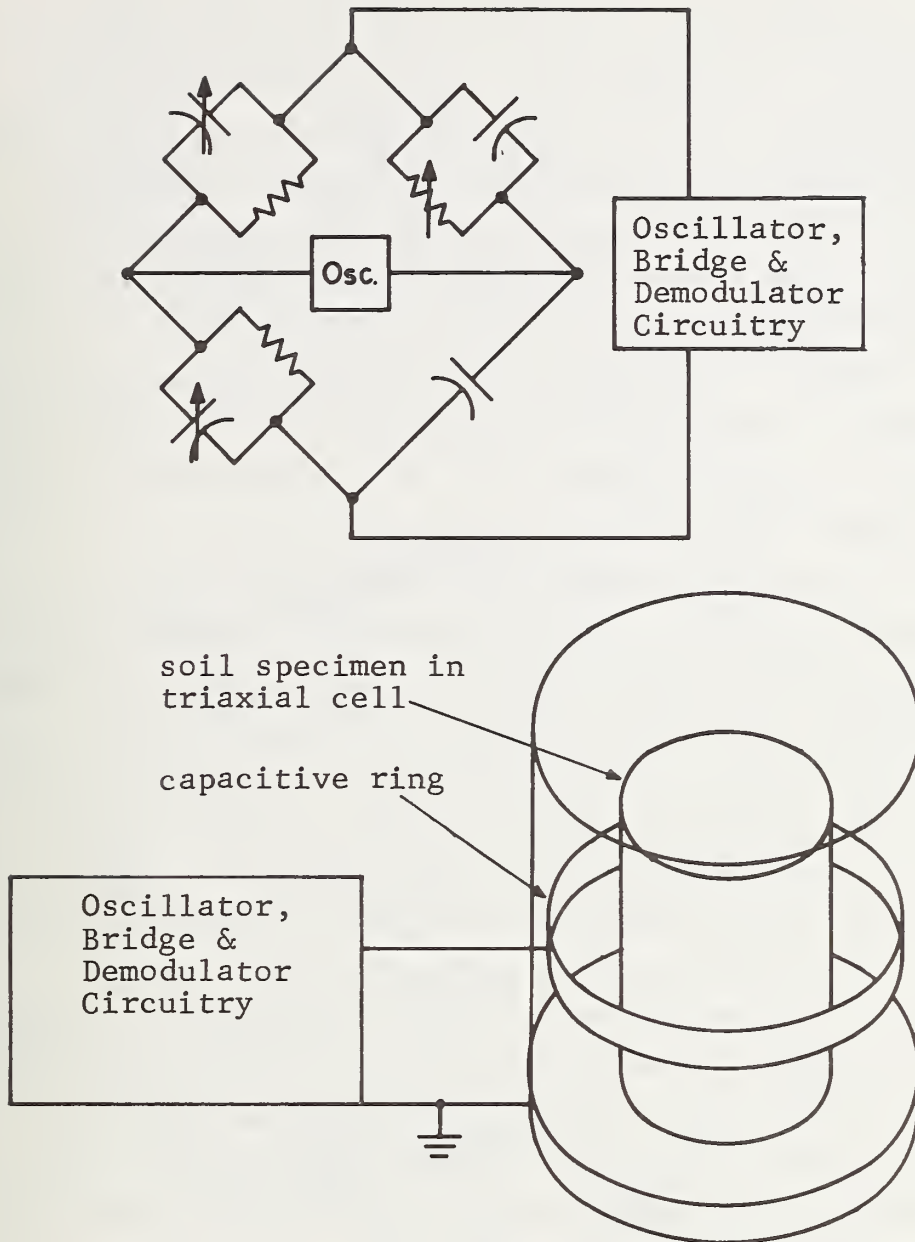 Osc.
Oscillator,
Bridge &
Demodulator
Circuitry
soil specimen in
triaxial cell
capacitive ring
Oscillator,
Bridge &
Demodulator
Circuitry